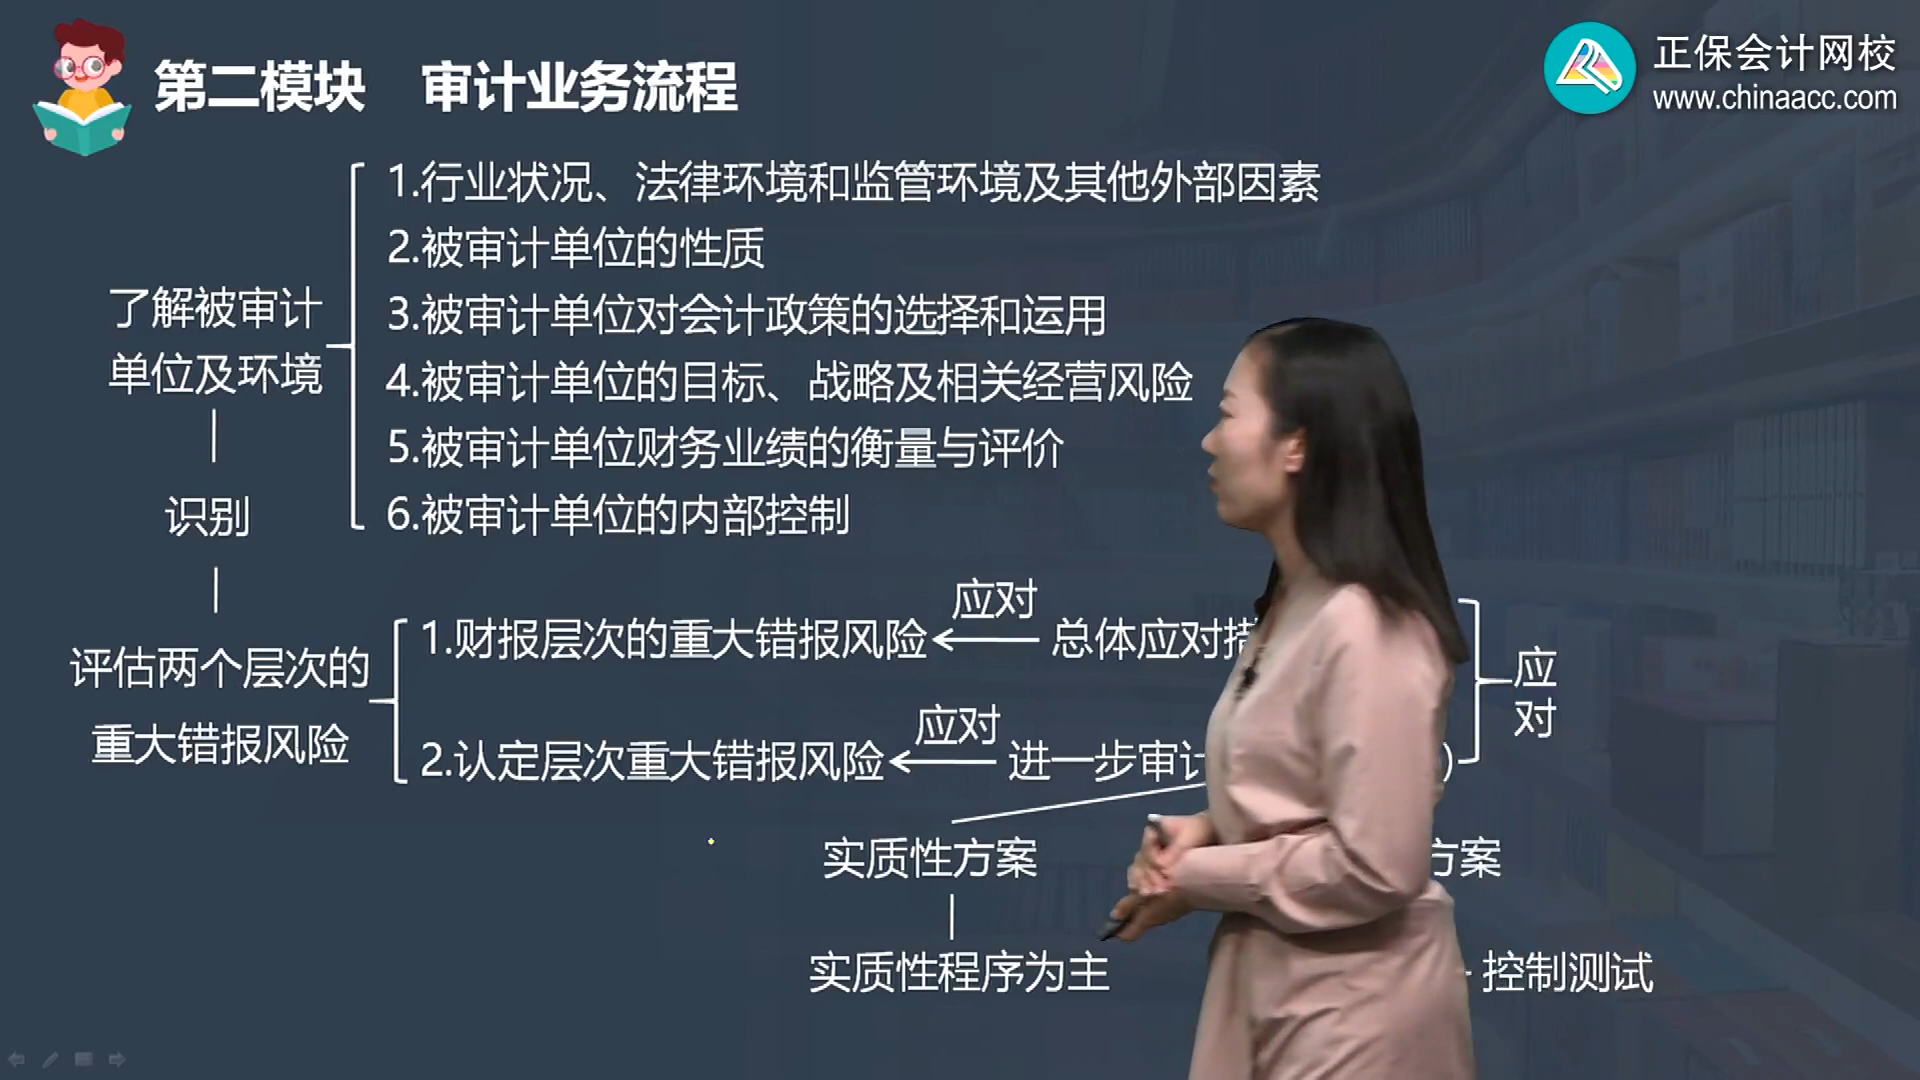 第二模块 审计业务流程
正保会计网校
www.chinaacc.com
1.行业状况、法律环境和监管环境及其他外部因素
2.被审计单位的性质
3.被审计单位对会计政策的选择和运用
4.被审计单位的目标、战略及相关经营风险
5.被审计单位财务业绩的衡量与评价
6.被审计单位的内部控制
了解被审计
单位及环境
识别
评估两个层次的
重大错报风险
1.财报层次的重大错报风险
应对
总体应对措
2.认定层次重大错报风险
应对
进一步审计
)
应
对
实质性方案
方案
实质性程序为主
控制测试